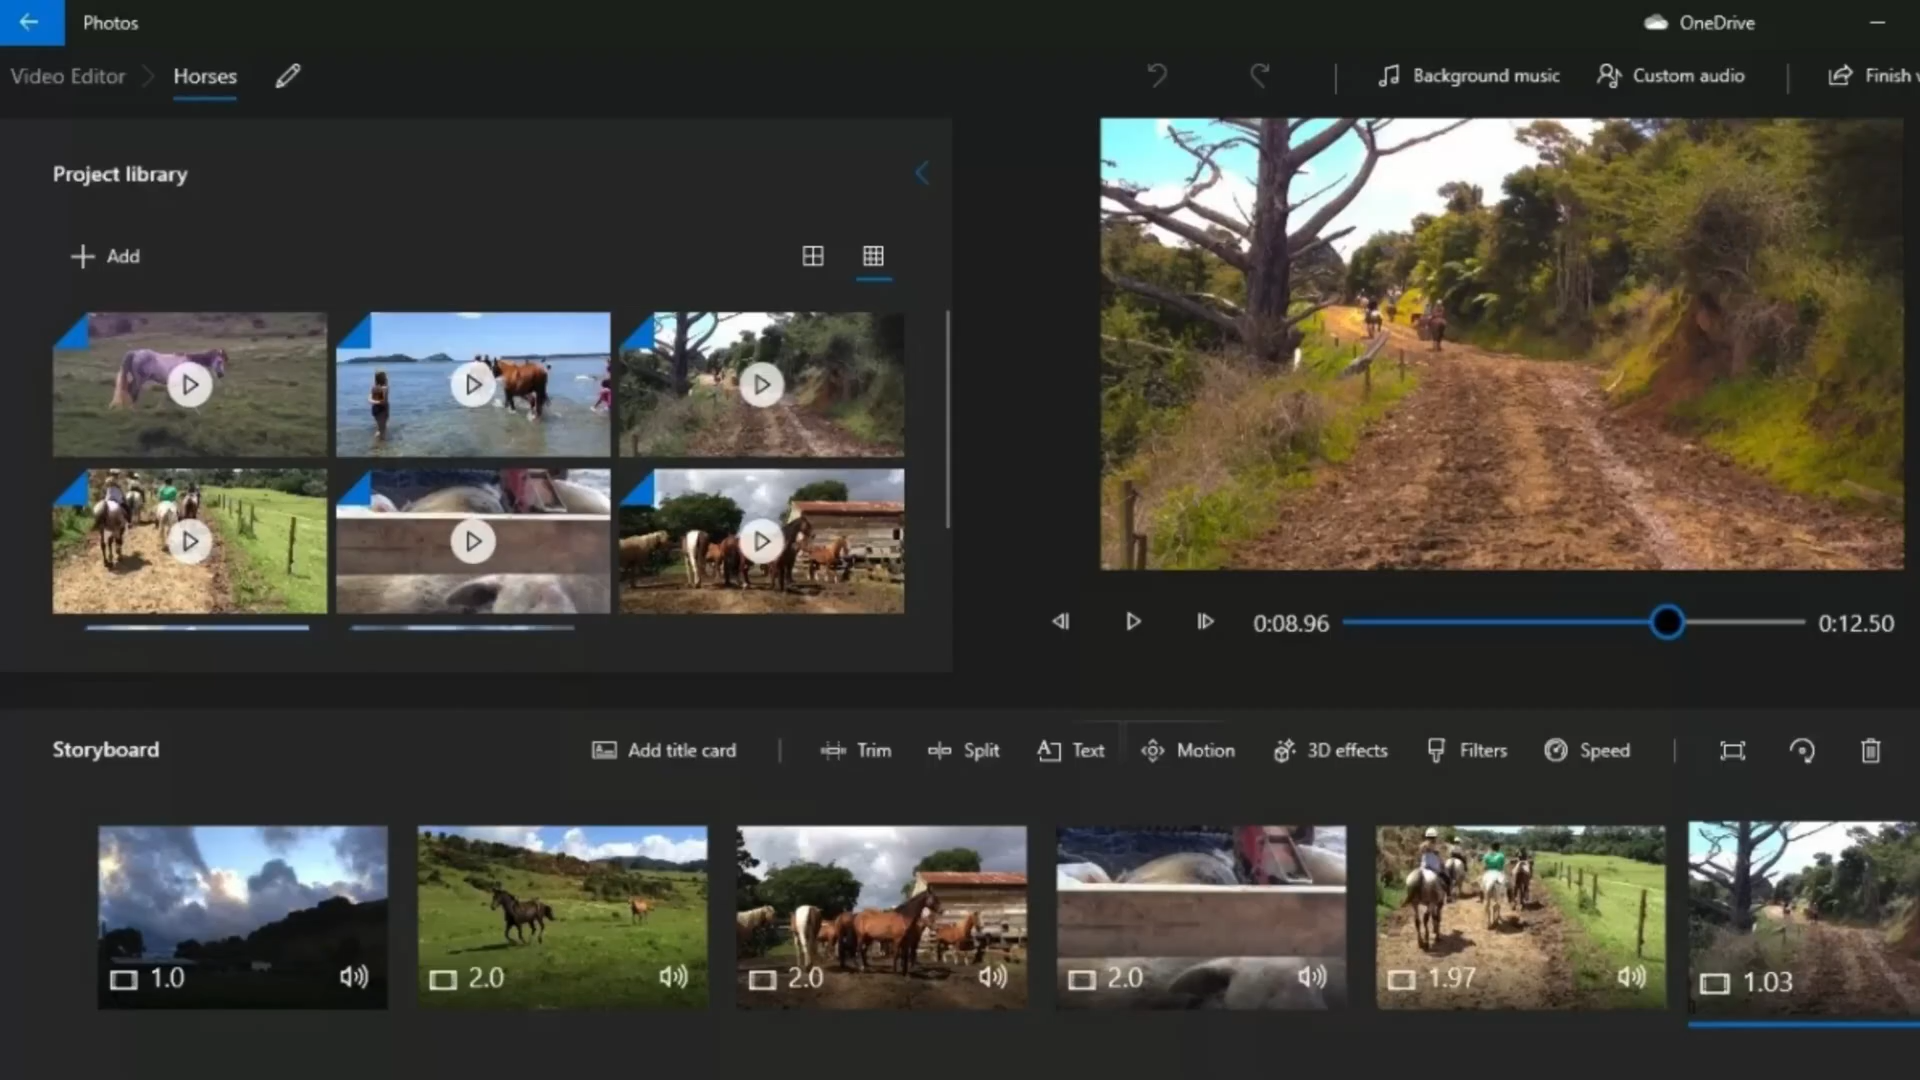 Photos
OneDrive
Video Editor
Horses
Background music
Custom audio
Finish
Project library
Add
0:08.96
0:12.50
Storyboard
Add title card
Trim
Split
Text
Motion
3D effects
Filters
Speed
1.0
2.0
2.0
2.0
1.97
1.03